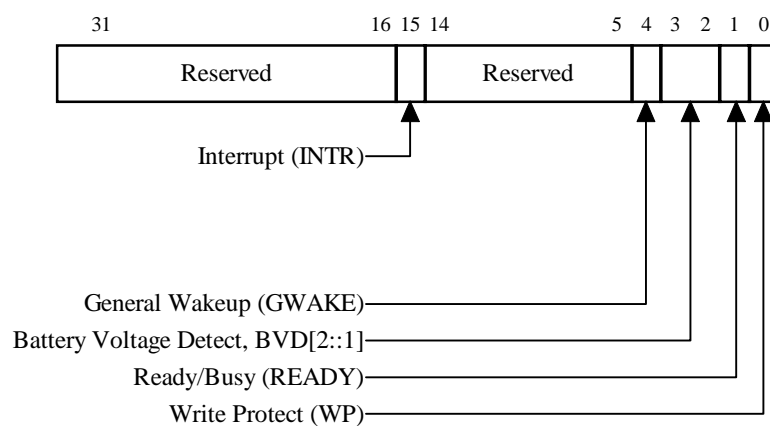 31 16 15 14 5 4 3 2 1 0
Reserved Reserved
Interrupt (INTR)
General Wakeup (GWAKE)
Battery Voltage Detect, BVD[2::1]
Ready/Busy (READY)
Write Protect (WP)